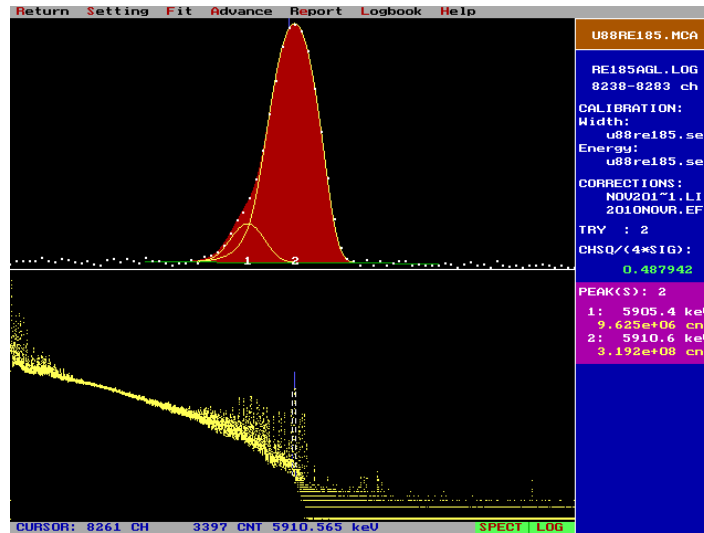 Return Setting Fit Advance Report Logbook Help
U88RE185.MCA
RE185AGL.LOG
8238-8283 ch
CALIBRATION:
Width:
u88re185.se
Energy:
u88re185.se
CORRECTIONS:
NOV201~1.LI
2010NOVR.EF
TRY : 2
CHSQ/(4*SIG):
0.487942
PEAK(S): 2
1: 5905.4 keV
9.625e+06 cn
2: 5910.6 keV
3.192e+08 cn
1 2
CURSOR: 8261 CH 3397 CNT 5910.565 keV SPECT LOG